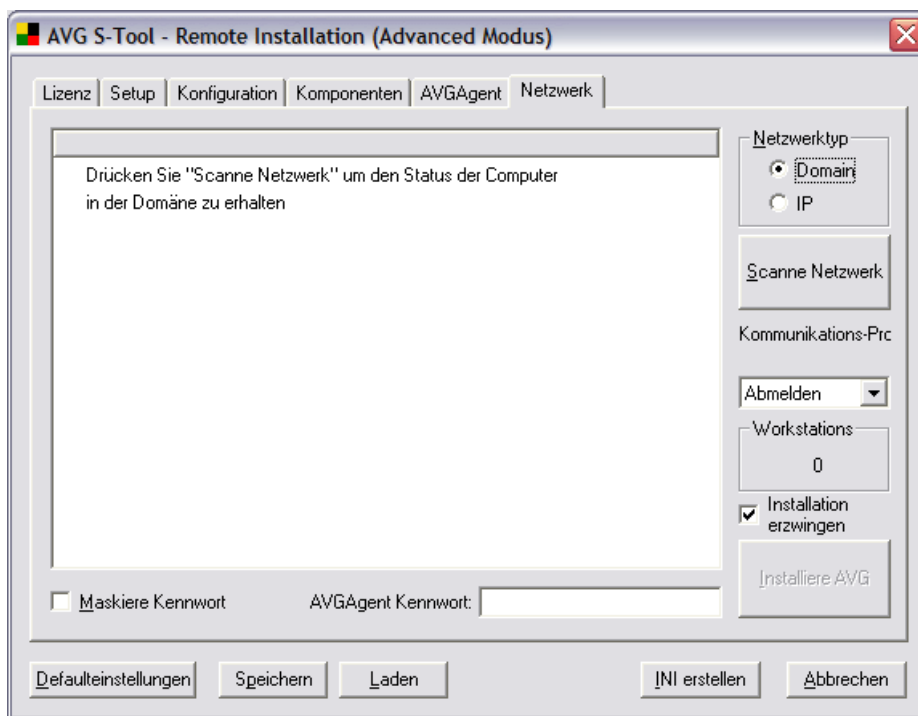 AVG S-Tool - Remote Installation (Advanced Modus)
Lizenz Setup Konfiguration Komponenten AVGAgent Netzwerk
Drücken Sie "Scanne Netzwerk" um den Status der Computer
in der Domäne zu erhalten
Netzwerktyp
Domain
IP
Scanne Netzwerk
Kommunikations-Prc
Abmelden
Workstations
0
Installation
erzwingen
Installiere AVG
Maskiere Kennwort AVGAgent Kennwort:
Defaulteinstellungen Speichern Laden INI erstellen Abbrechen